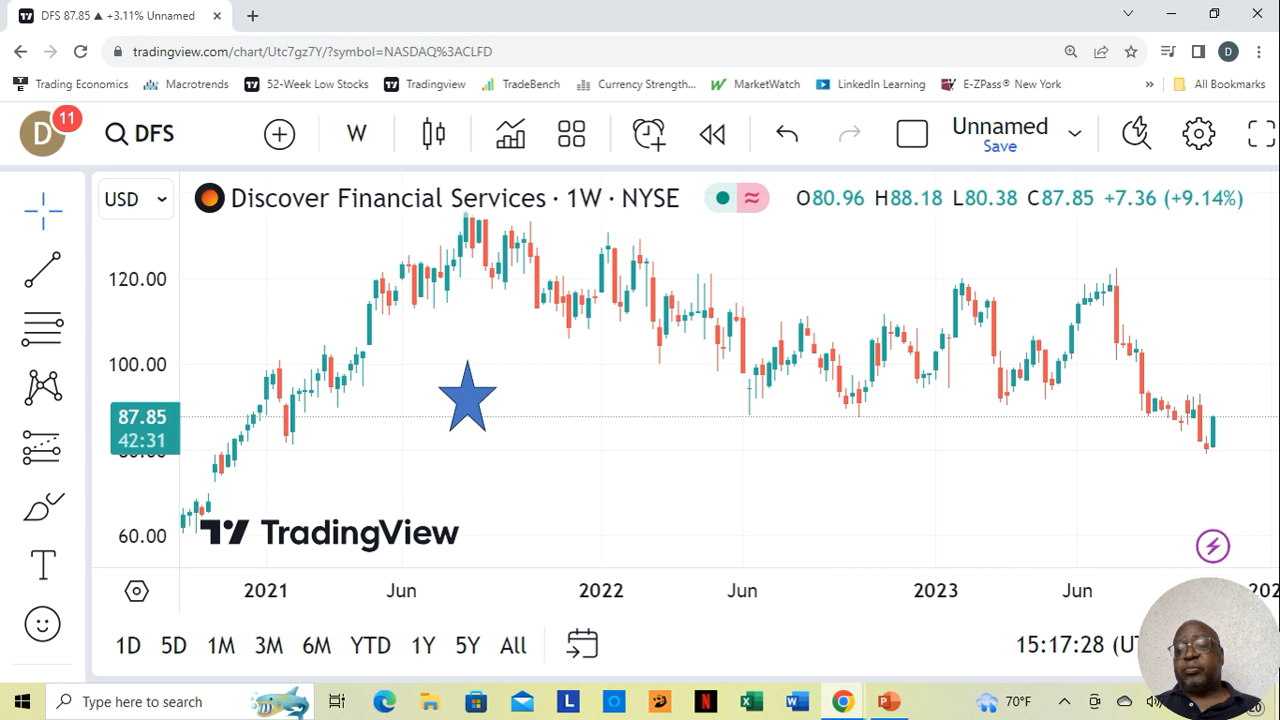 DFS 87.85 ▲ +3.11% Unnamed
tradingview.com/chart/Utc7gz7Y/?symbol=NASDAQ%3ACLFD
D
Trading Economics Macrotrends 52-Week Low Stocks Tradingview TradeBench Currency Strength... MarketWatch LinkedIn Learning E-ZPass® New York » All Bookmarks
D 11 DFS W Unnamed
Save
USD Discover Financial Services · 1W · NYSE O80.96 H88.18 L80.38 C87.85 +7.36 (+9.14%)
120.00
100.00
87.85
42:31
60.00
TradingView
2021 Jun 2022 Jun 2023 Jun
1D 5D 1M 3M 6M YTD 1Y 5Y All 15:17:28 (UT
T
Type here to search
70°F